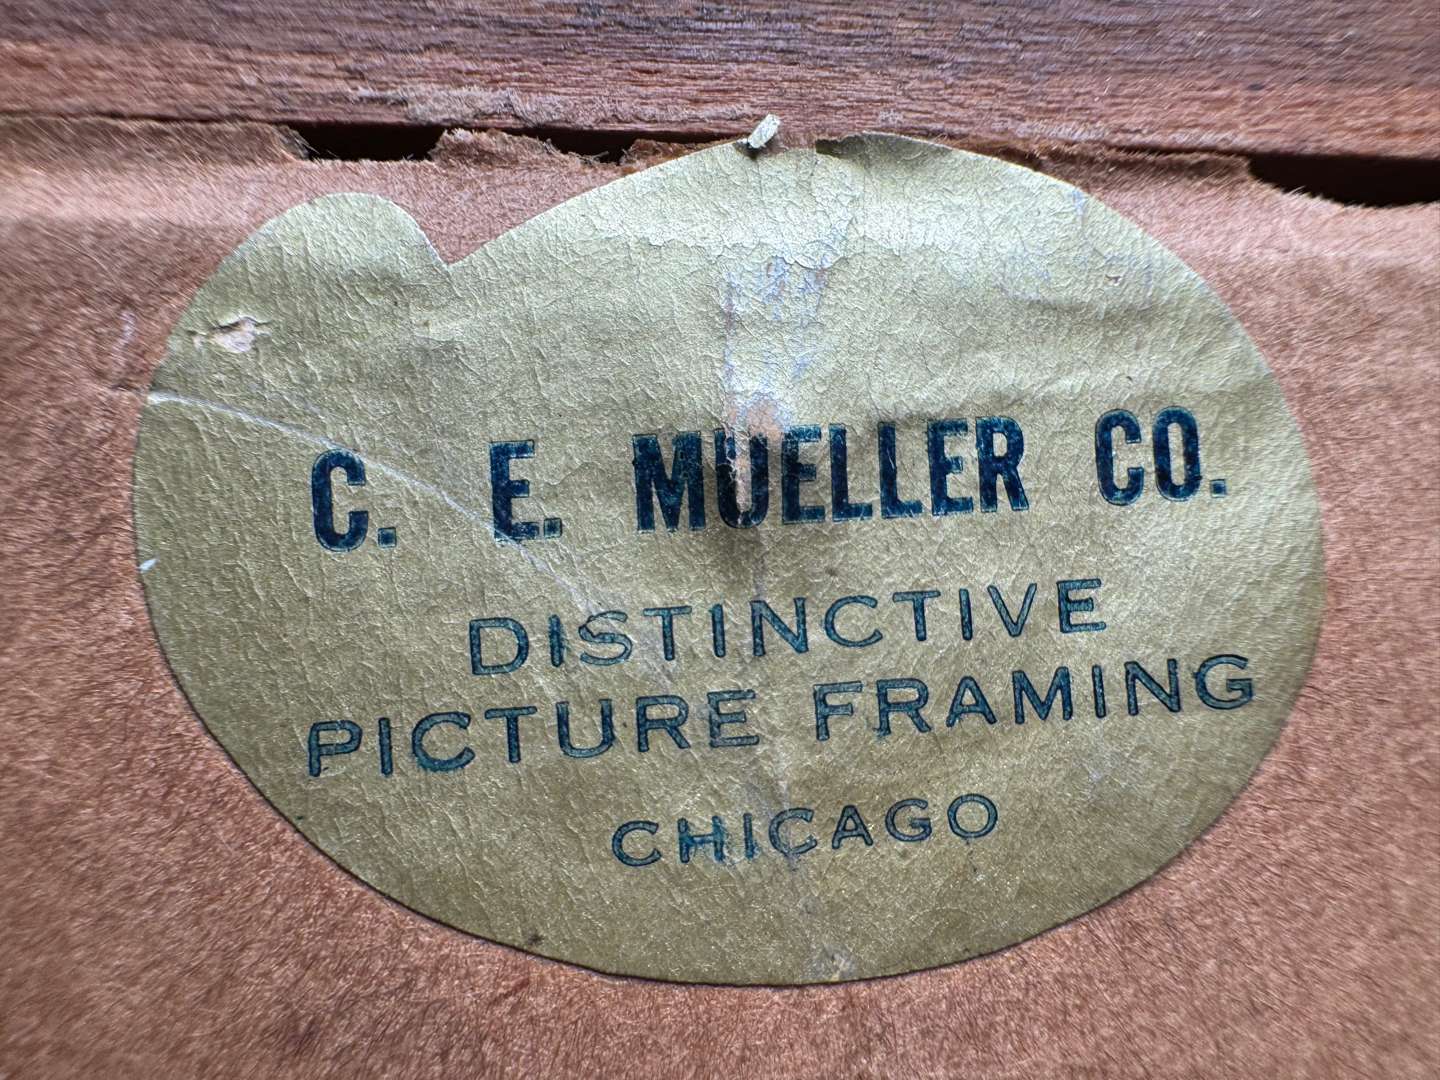 C. E. MUELLER CO.
DISTINCTIVE
PICTURE FRAMING
CHICAGO